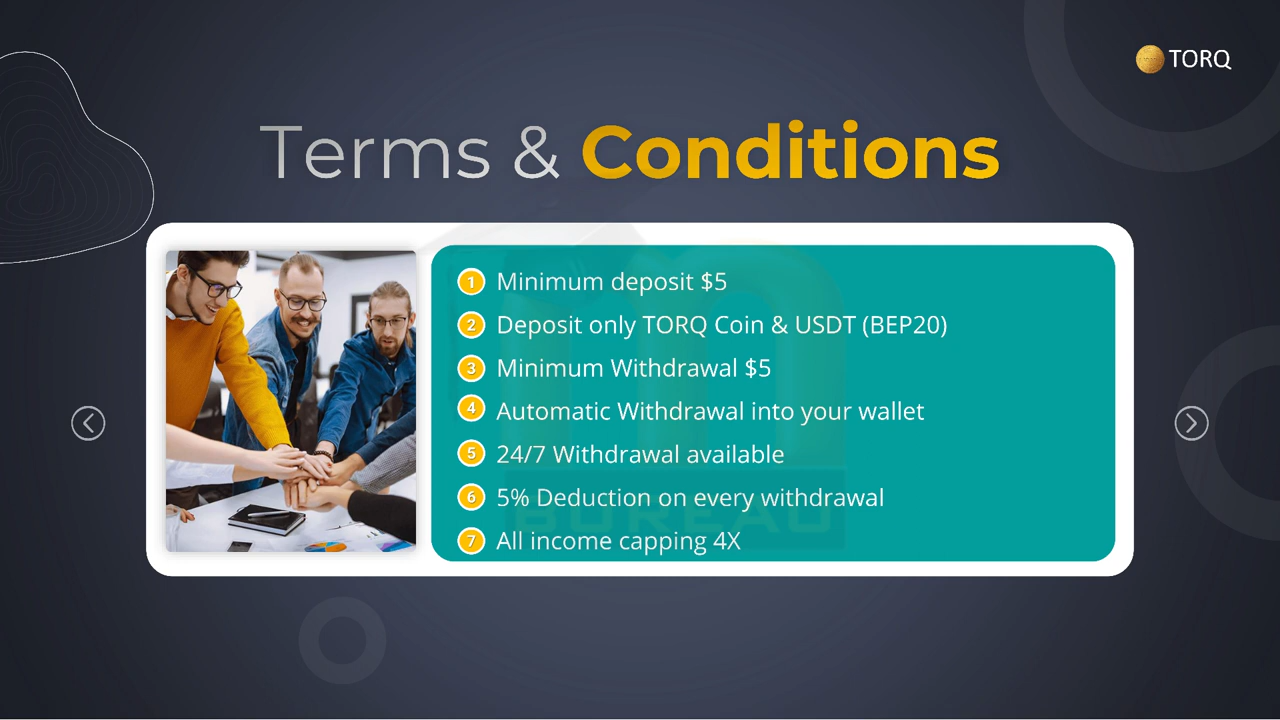 TORQ
Terms & Conditions
1 Minimum deposit $5
2 Deposit only TORQ Coin & USDT (BEP20)
3 Minimum Withdrawal $5
4 Automatic Withdrawal into your wallet
5 24/7 Withdrawal available
6 5% Deduction on every withdrawal
7 All income capping 4X
BUREAU